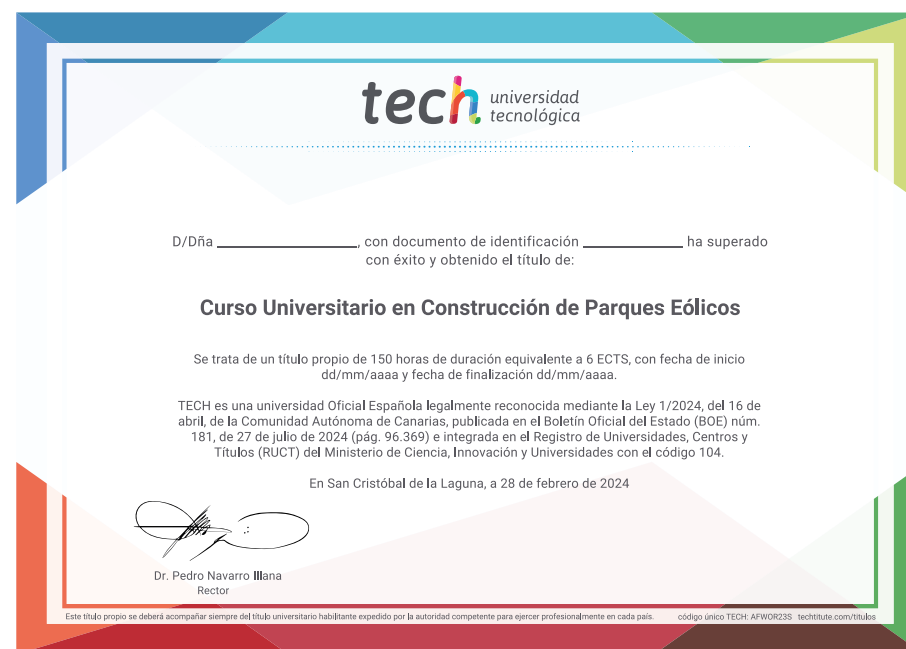 tech universidad
tecnológica
D/Dña ____________, con documento de identificación ____________ ha superado
con éxito y obtenido el título de:
Curso Universitario en Construcción de Parques Eólicos
Se trata de un título propio de 150 horas de duración equivalente a 6 ECTS, con fecha de inicio
dd/mm/aaaa y fecha de finalización dd/mm/aaaa.
TECH es una universidad Oficial Española legalmente reconocida mediante la Ley 1/2024, del 16 de
abril, de la Comunidad Autónoma de Canarias, publicada en el Boletín Oficial del Estado (BOE) núm.
181, de 27 de julio de 2024 (pág. 96.369) e integrada en el Registro de Universidades, Centros y
Títulos (RUCT) del Ministerio de Ciencia, Innovación y Universidades con el código 104.
En San Cristóbal de la Laguna, a 28 de febrero de 2024
Dr. Pedro Navarro Illana
Rector
Este título propio se deberá acompañar siempre del título universitario habilitante expedido por la autoridad competente para ejercer profesionalmente en cada país. código único TECH: AFWOR23S techtitute.com/titulos